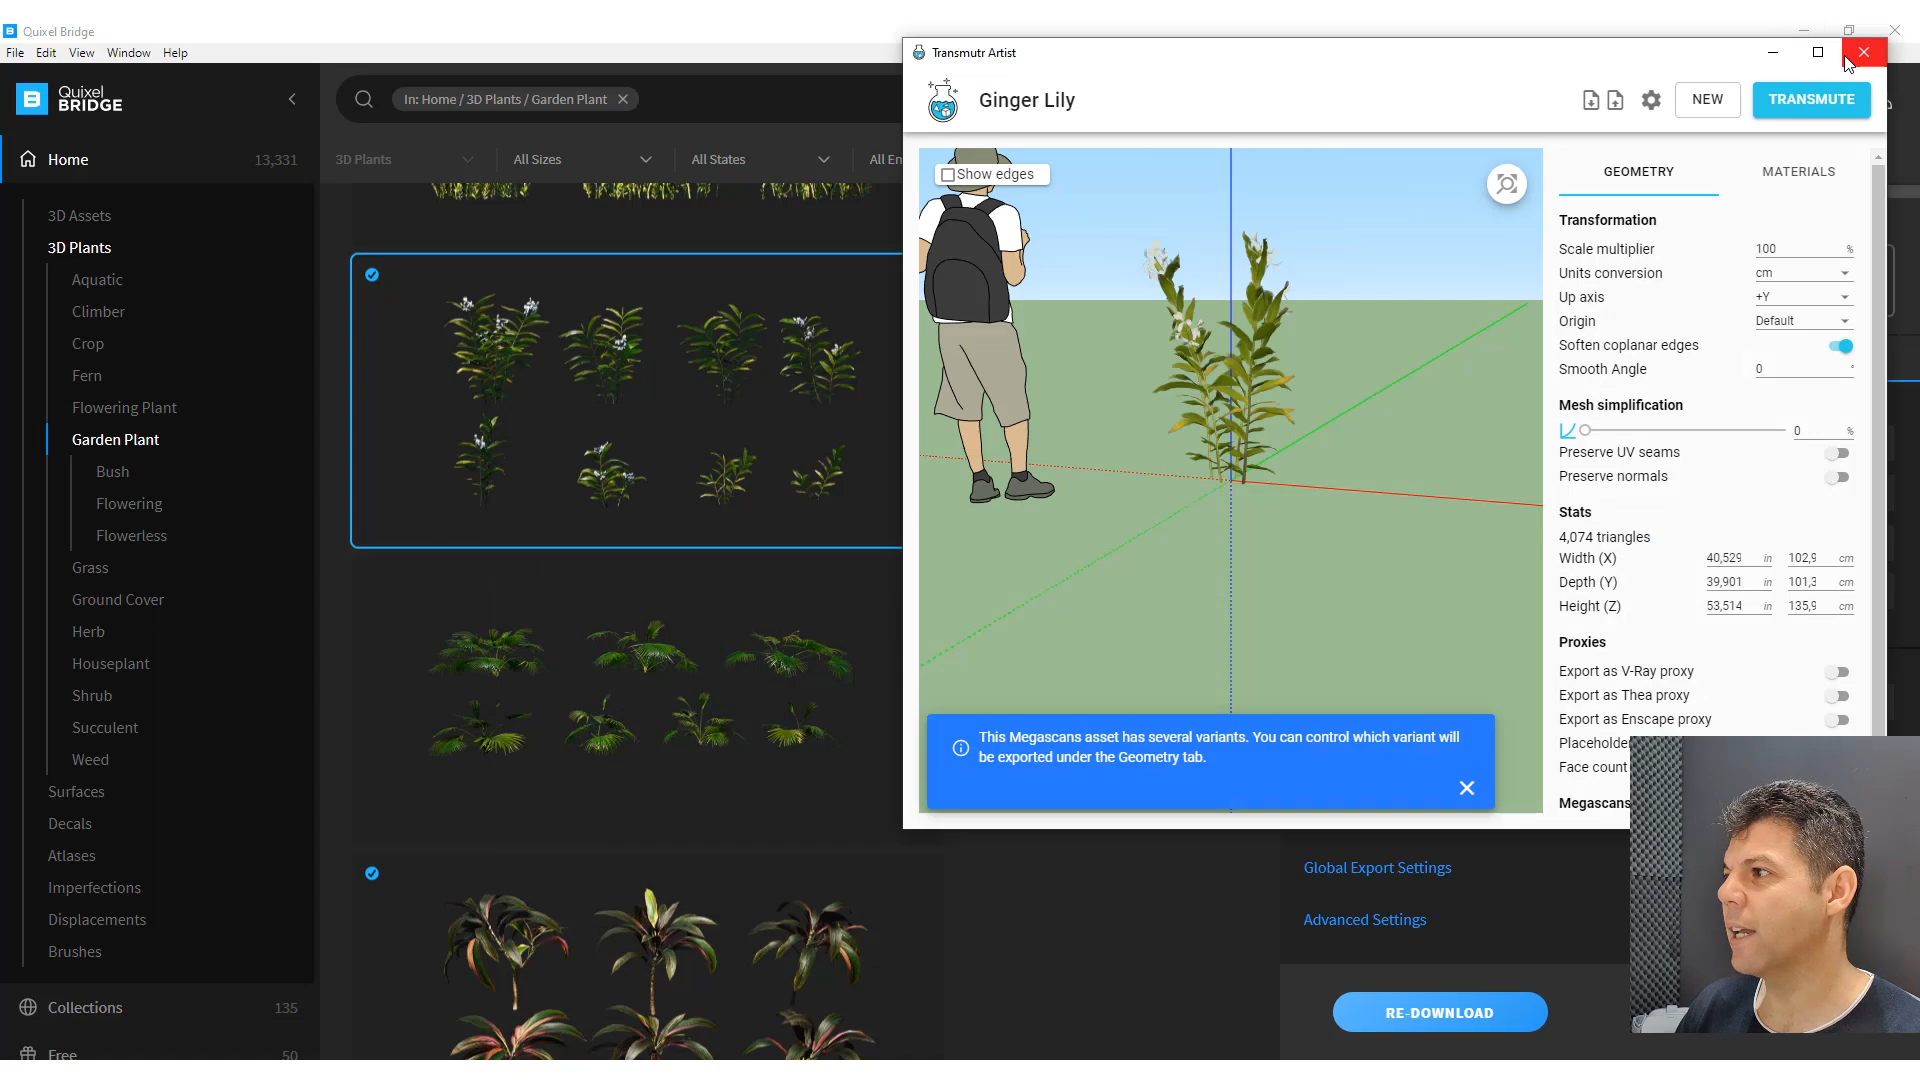 Quixel Bridge
File Edit View Window Help
Quixel
BRIDGE
Home 13,331
3D Assets
3D Plants
Aquatic
Climber
Crop
Fern
Flowering Plant
Garden Plant
Bush
Flowering
Flowerless
Grass
Ground Cover
Herb
Houseplant
Shrub
Succulent
Weed
Surfaces
Decals
Atlases
Imperfections
Displacements
Brushes
Collections 135
Free 50
In: Home / 3D Plants / Garden Plant
3D Plants All Sizes All States All En
Transmutr Artist
Ginger Lily
NEW TRANSMUTE
Show edges
GEOMETRY MATERIALS
Transformation
Scale multiplier 100 %
Units conversion cm
Up axis +Y
Origin Default
Soften coplanar edges
Smooth Angle 0 °
Mesh simplification
0 %
Preserve UV seams
Preserve normals
Stats
4,074 triangles
Width (X) 40,529 in 102,9 cm
Depth (Y) 39,901 in 101,3 cm
Height (Z) 53,514 in 135,9 cm
Proxies
Export as V-Ray proxy
Export as Thea proxy
Export as Enscape proxy
Placeholde
Face count
Megascans
This Megascans asset has several variants. You can control which variant will
be exported under the Geometry tab.
Global Export Settings
Advanced Settings
RE-DOWNLOAD